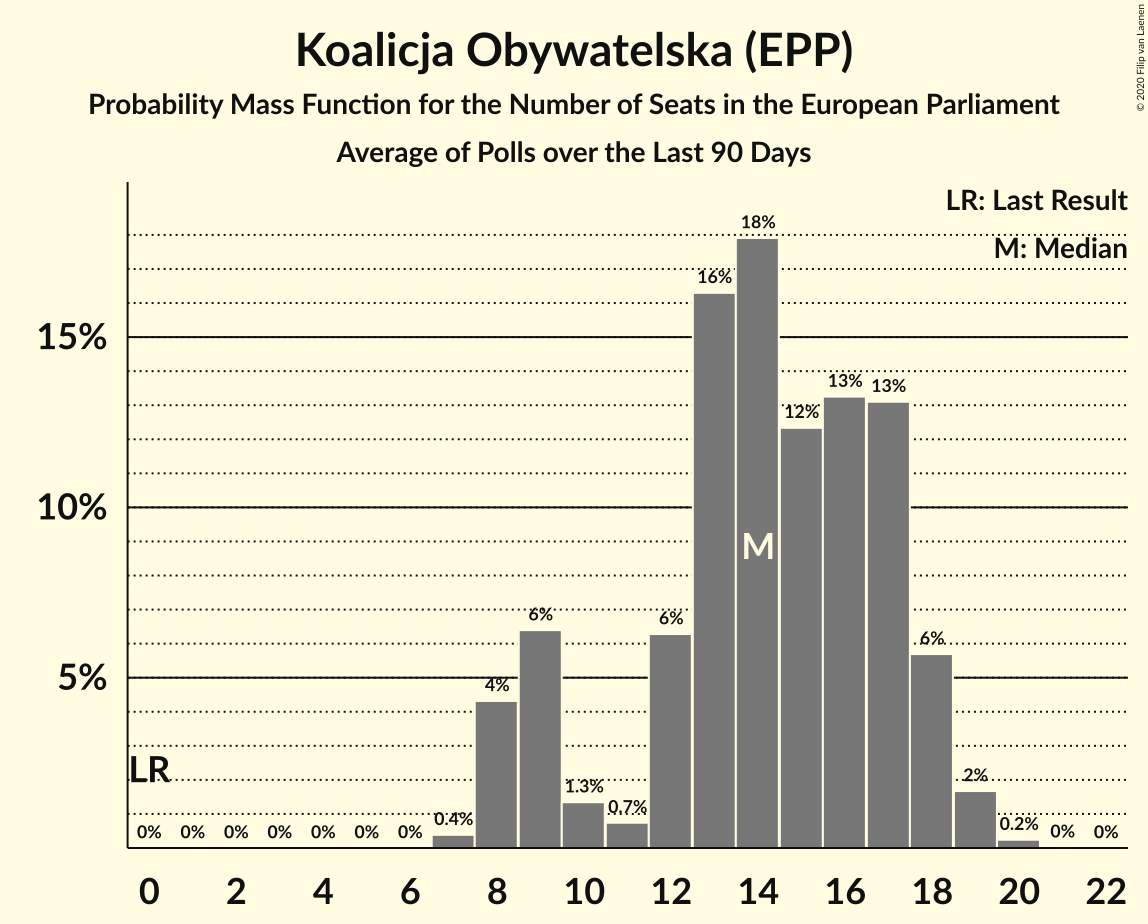 Koalicja Obywatelska (EPP)
Probability Mass Function for the Number of Seats in the European Parliament
Average of Polls over the Last 90 Days
© 2020 Filip van Laenen
LR: Last Result
M: Median
18%
16%
15%
13%
13%
12%
10%
M
6%
6%
6%
5%
4%
LR
2%
1.3%
0.7%
0.4%
0.2%
0% 0% 0% 0% 0% 0% 0% 0% 0%
0 2 4 6 8 10 12 14 16 18 20 22